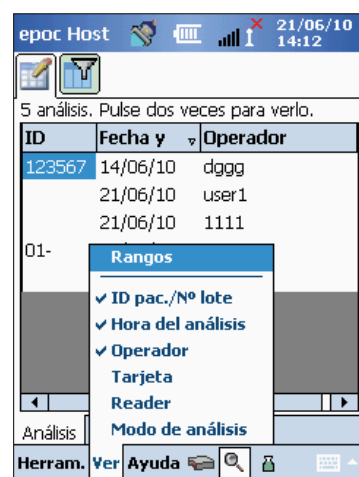 epoc Host 21/06/10
14:12
5 análisis. Pulse dos veces para verlo.
ID Fecha y Operador
123567 14/06/10 dggg
21/06/10 user1
21/06/10 1111
01-
Rangos
ID pac./Nº lote
Hora del análisis
Operador
Tarjeta
Reader
Modo de análisis
Análisis
Herram. Ver Ayuda